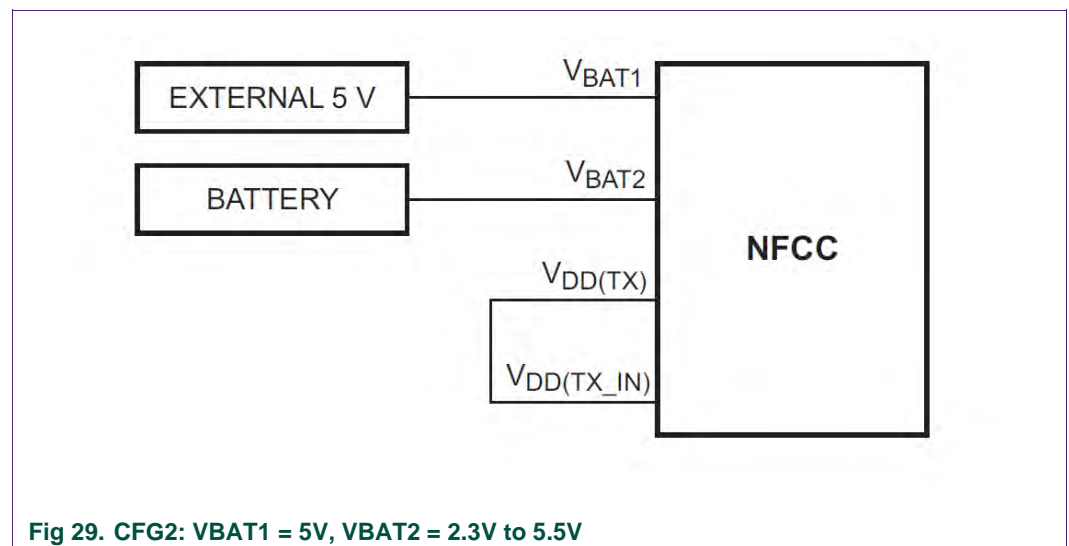 EXTERNAL 5 V
VBAT1
BATTERY
VBAT2
NFCC
VDD(TX)
VDD(TX_IN)
Fig 29. CFG2: VBAT1 = 5V, VBAT2 = 2.3V to 5.5V